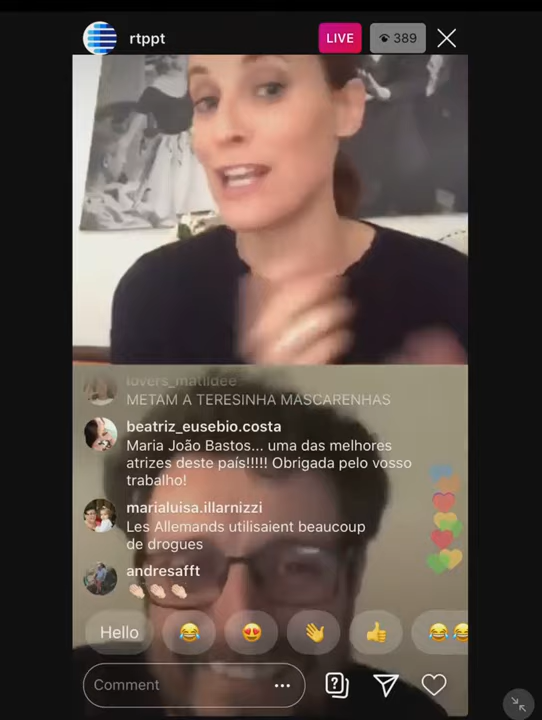 rtppt
LIVE
389
lovers_matildee
METAM A TERESINHA MASCARENHAS
beatriz_eusebio.costa
Maria João Bastos... uma das melhores
atrizes deste país!!!!! Obrigada pelo vosso
trabalho!
marialuisa.illarnizzi
Les Allemands utilisaient beaucoup
de drogues
andresafft
👏🏻👏🏻👏🏻
Hello 😂 😍 👋 👍 😂😂
Comment ...